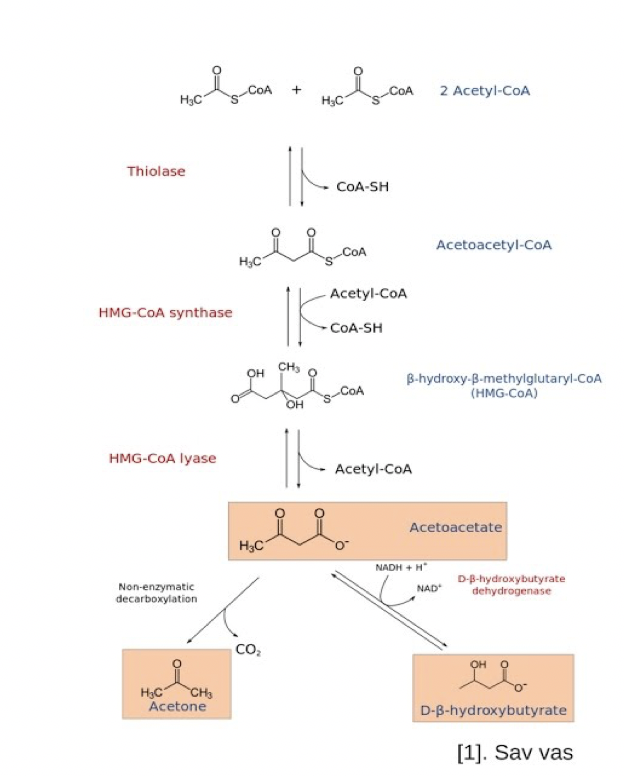 O O
H₃C S CoA + H₃C S CoA 2 Acetyl-CoA
Thiolase
CoA-SH
O O
H₃C S CoA
Acetoacetyl-CoA
Acetyl-CoA
HMG-CoA synthase
CoA-SH
OH CH₃ O
O OH S CoA
β-hydroxy-β-methylglutaryl-CoA
(HMG-CoA)
HMG-CoA lyase
Acetyl-CoA
O O
H₃C O⁻
Acetoacetate
Non-enzymatic
decarboxylation
CO₂
NADH + H⁺
NAD⁺
D-β-hydroxybutyrate
dehydrogenase
O
H₃C CH₃
Acetone
OH O
O⁻
D-β-hydroxybutyrate
[1]. Sav vas